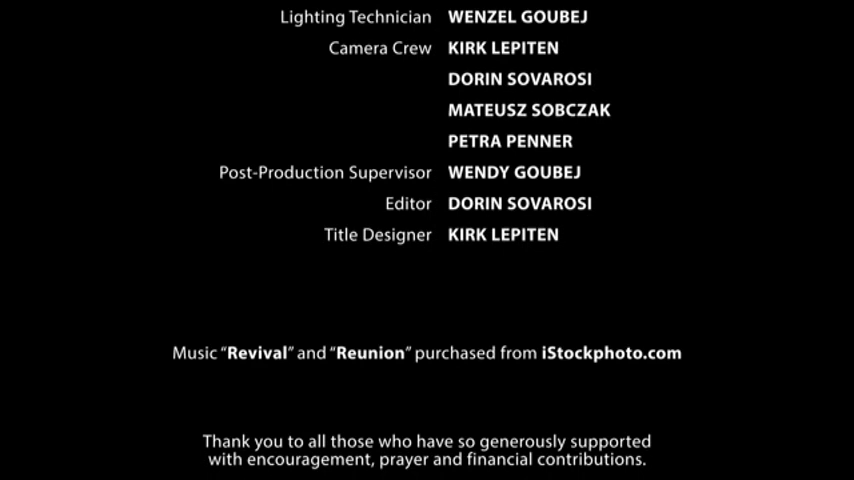 Lighting Technician WENZEL GOUBEJ
Camera Crew KIRK LEPITEN
DORIN SOVAROSI
MATEUSZ SOBCZAK
PETRA PENNER
Post-Production Supervisor WENDY GOUBEJ
Editor DORIN SOVAROSI
Title Designer KIRK LEPITEN
Music “Revival” and “Reunion” purchased from iStockphoto.com
Thank you to all those who have so generously supported
with encouragement, prayer and financial contributions.